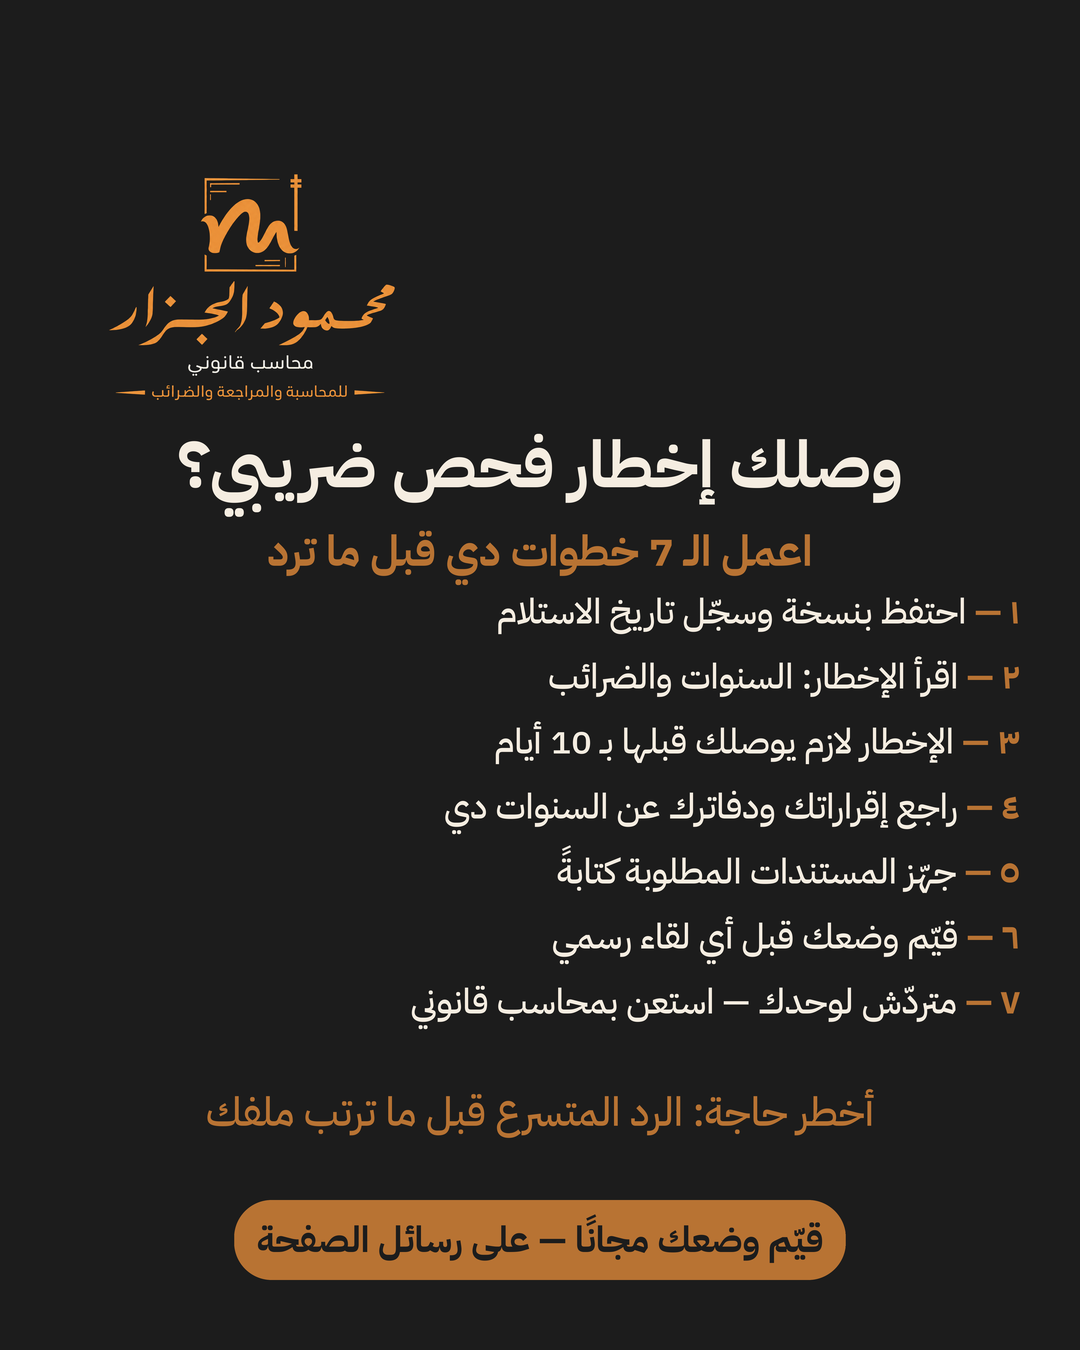 محمود الجزار
محاسب قانوني
للمحاسبة والمراجعة والضرائب
وصلك إخطار فحص ضريبي؟
اعمل الـ 7 خطوات دي قبل ما ترد
١ — احتفظ بنسخة وسجّل تاريخ الاستلام
٢ — اقرأ الإخطار: السنوات والضرائب
٣ — الإخطار لازم يوصلك قبلها بـ 10 أيام
٤ — راجع إقراراتك ودفاترك عن السنوات دي
٥ — جهّز المستندات المطلوبة كتابةً
٦ — قيّم وضعك قبل أي لقاء رسمي
٧ — متردّش لوحدك — استعن بمحاسب قانوني
أخطر حاجة: الرد المتسرع قبل ما ترتب ملفك
قيّم وضعك مجانًا — على رسائل الصفحة